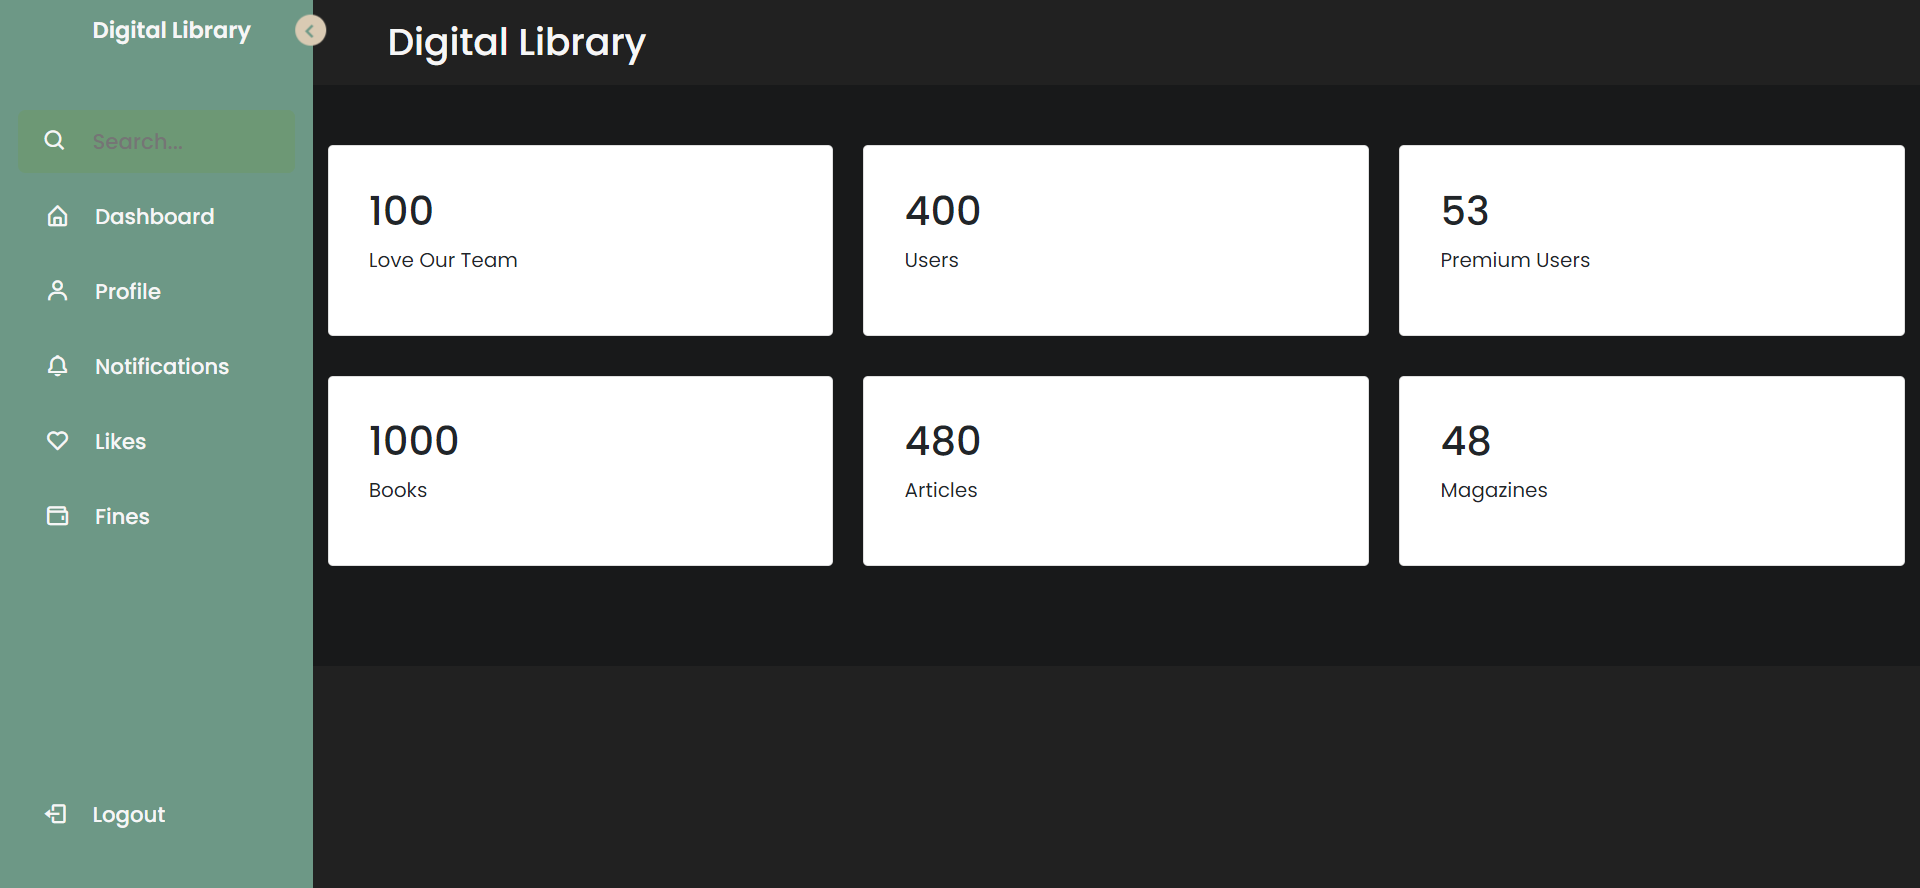 Digital Library
Search...
Dashboard
Profile
Notifications
Likes
Fines
Logout
Digital Library
100
Love Our Team
400
Users
53
Premium Users
1000
Books
480
Articles
48
Magazines